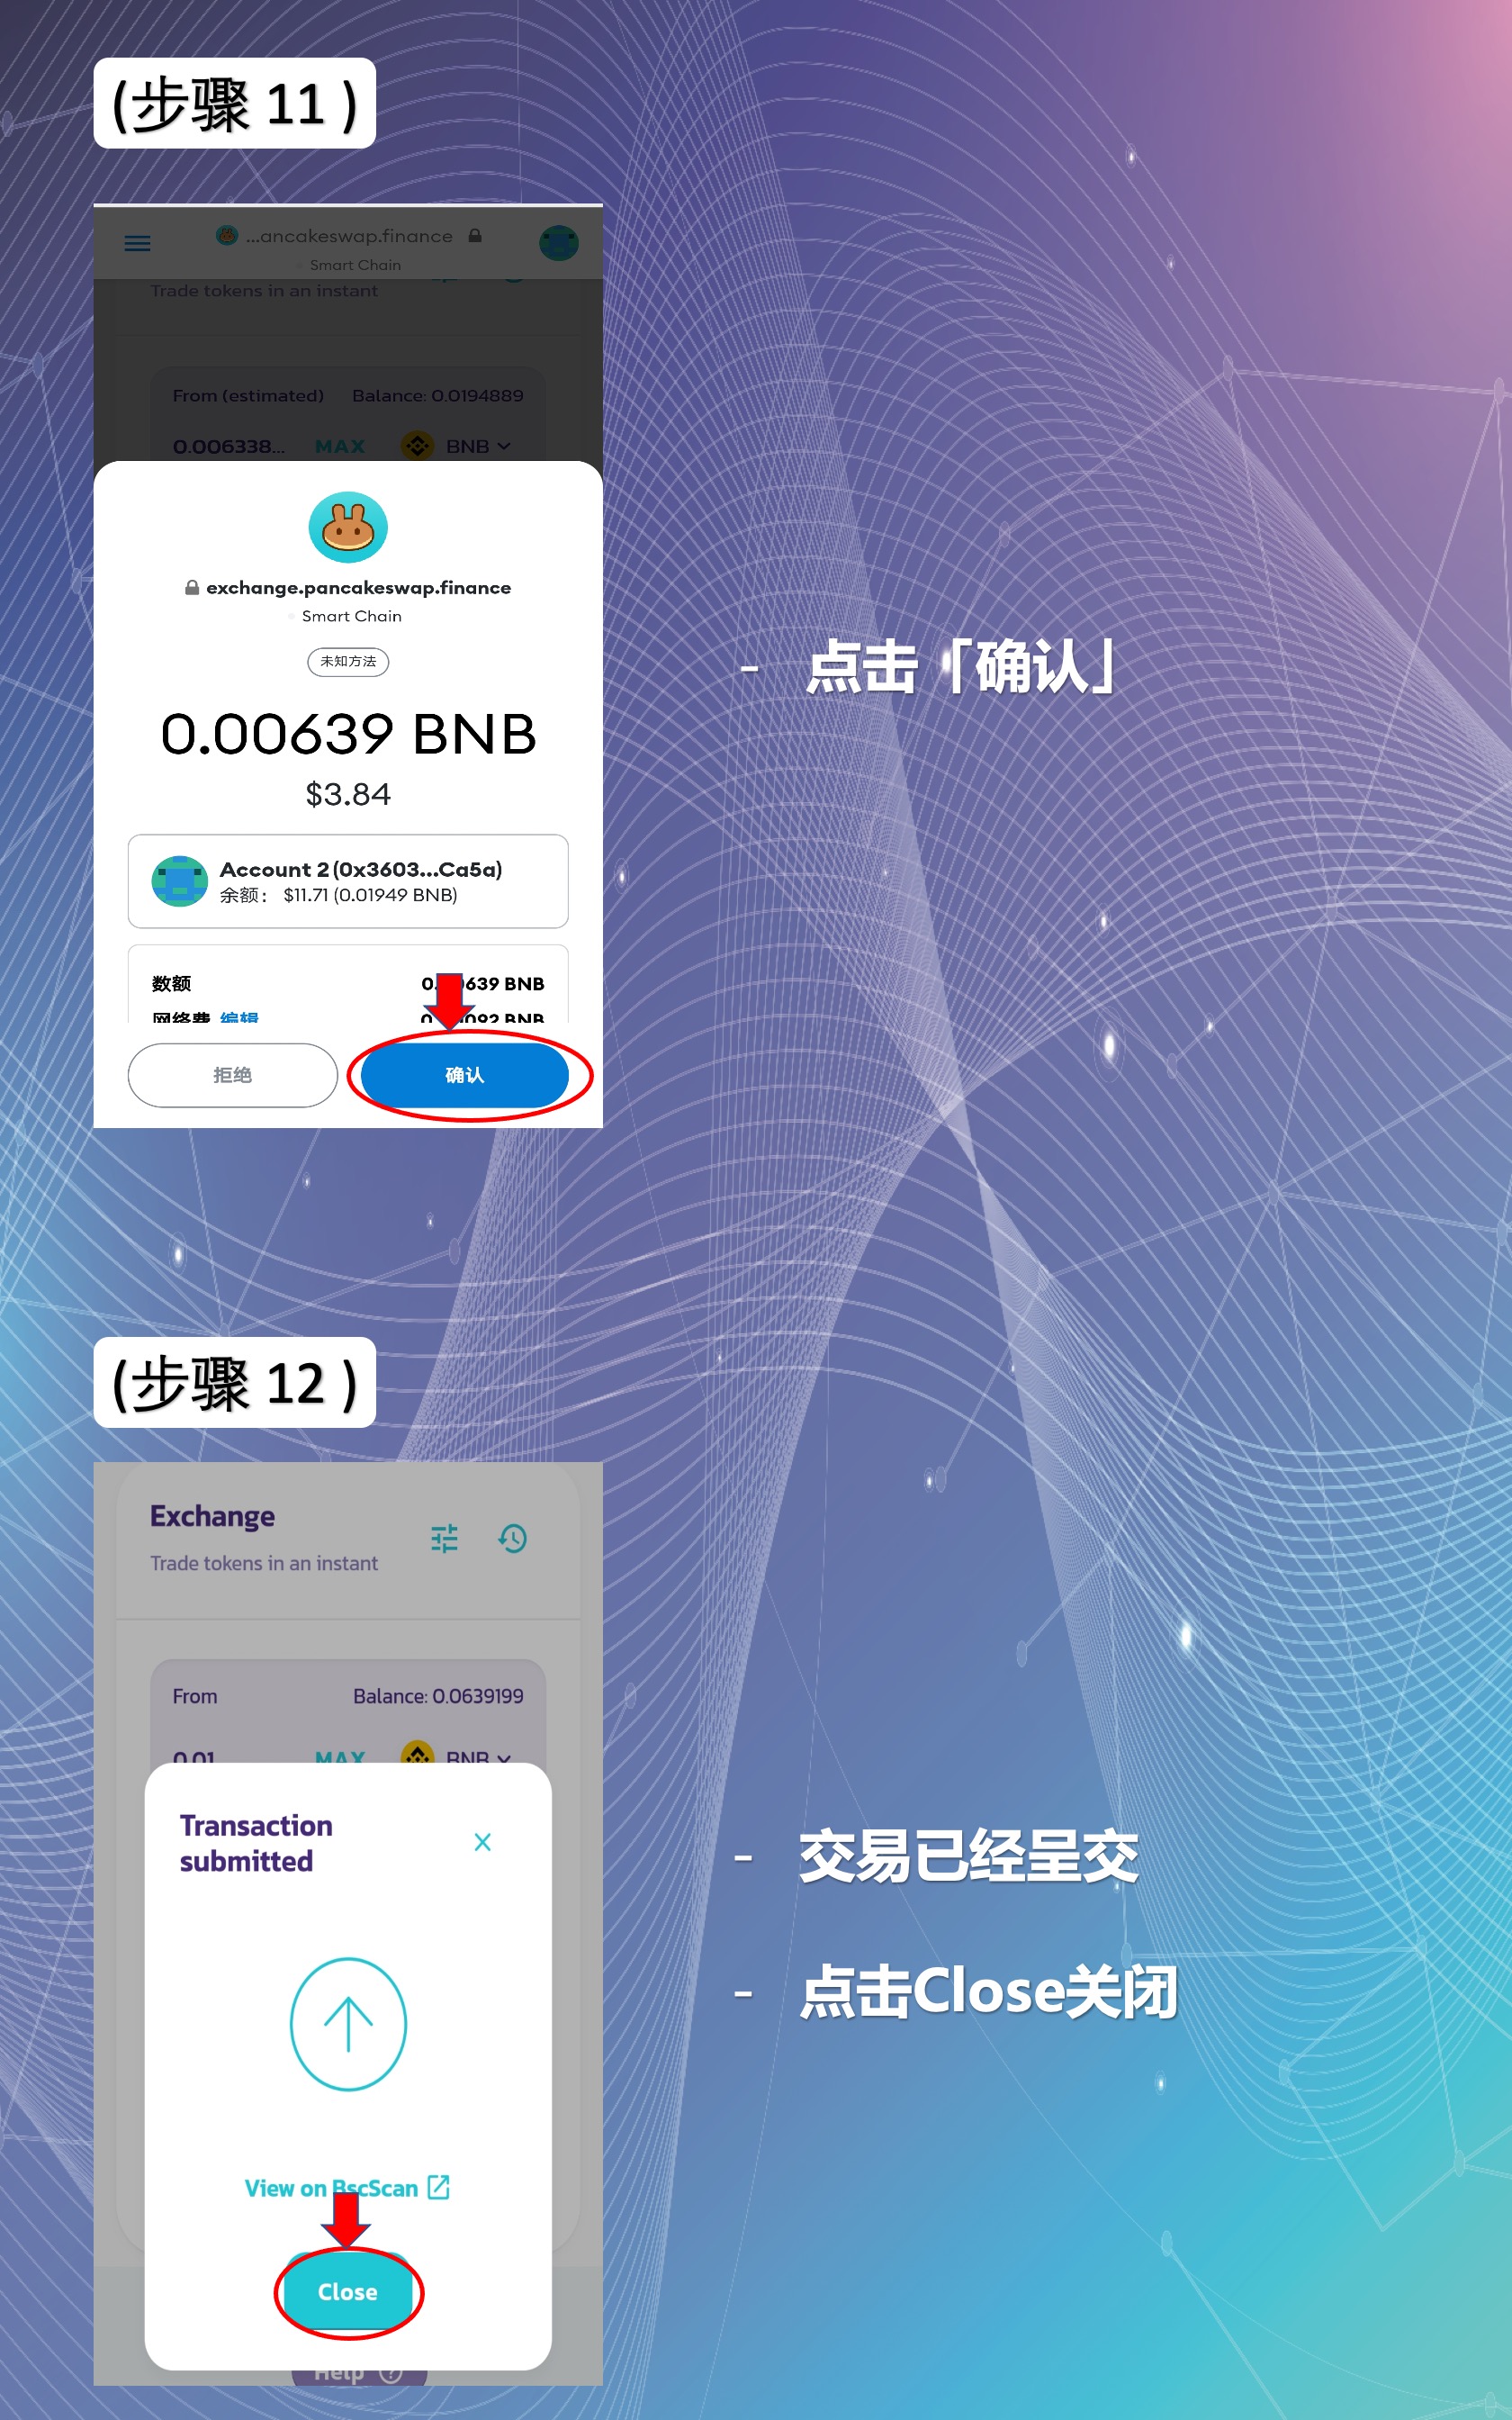 (步骤 11 )
...ancakeswap.finance
Smart Chain
Trade tokens in an instant
From (estimated) Balance: 0.0194889
0.006338... MAX BNB
exchange.pancakeswap.finance
Smart Chain
未知方法
0.00639 BNB
$3.84
Account 2 (0x3603...Ca5a)
余额： $11.71 (0.01949 BNB)
数额 639 BNB
网络费 编辑 092 BNB
拒绝 确认
- 点击「确认」
(步骤 12 )
Exchange
Trade tokens in an instant
From Balance: 0.0639199
0.01 MAX BNB
Transaction
submitted
View on BscScan
Close
Help
- 交易已经呈交
- 点击Close关闭